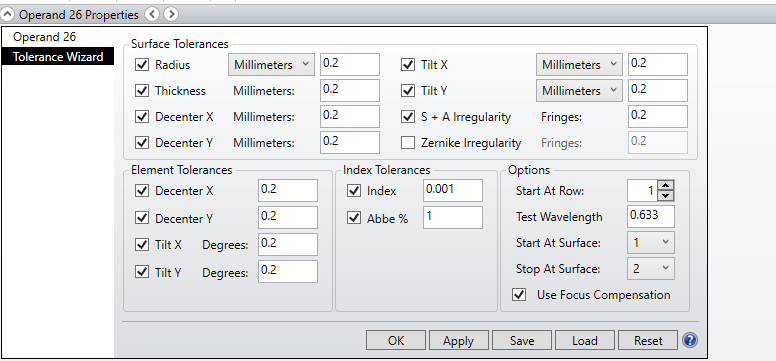 Operand 26 Properties
Operand 26
Tolerance Wizard
Surface Tolerances
Radius Millimeters 0.2 Tilt X Millimeters 0.2
Thickness Millimeters: 0.2 Tilt Y Millimeters 0.2
Decenter X Millimeters: 0.2 S + A Irregularity Fringes: 0.2
Decenter Y Millimeters: 0.2 Zernike Irregularity Fringes: 0.2
Element Tolerances
Decenter X 0.2
Decenter Y 0.2
Tilt X Degrees: 0.2
Tilt Y Degrees: 0.2
Index Tolerances
Index 0.001
Abbe % 1
Options
Start At Row: 1
Test Wavelength 0.633
Start At Surface: 1
Stop At Surface: 2
Use Focus Compensation
OK Apply Save Load Reset ?